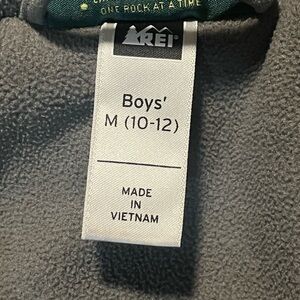 ONE ROCK AT A TIME
REI
Boys'
M (10-12)
MADE
IN
VIETNAM